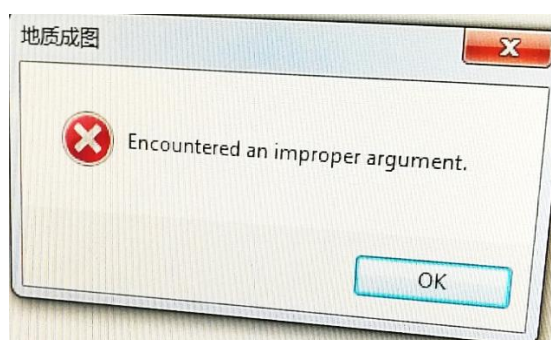 地质成图
Encountered an improper argument.
OK